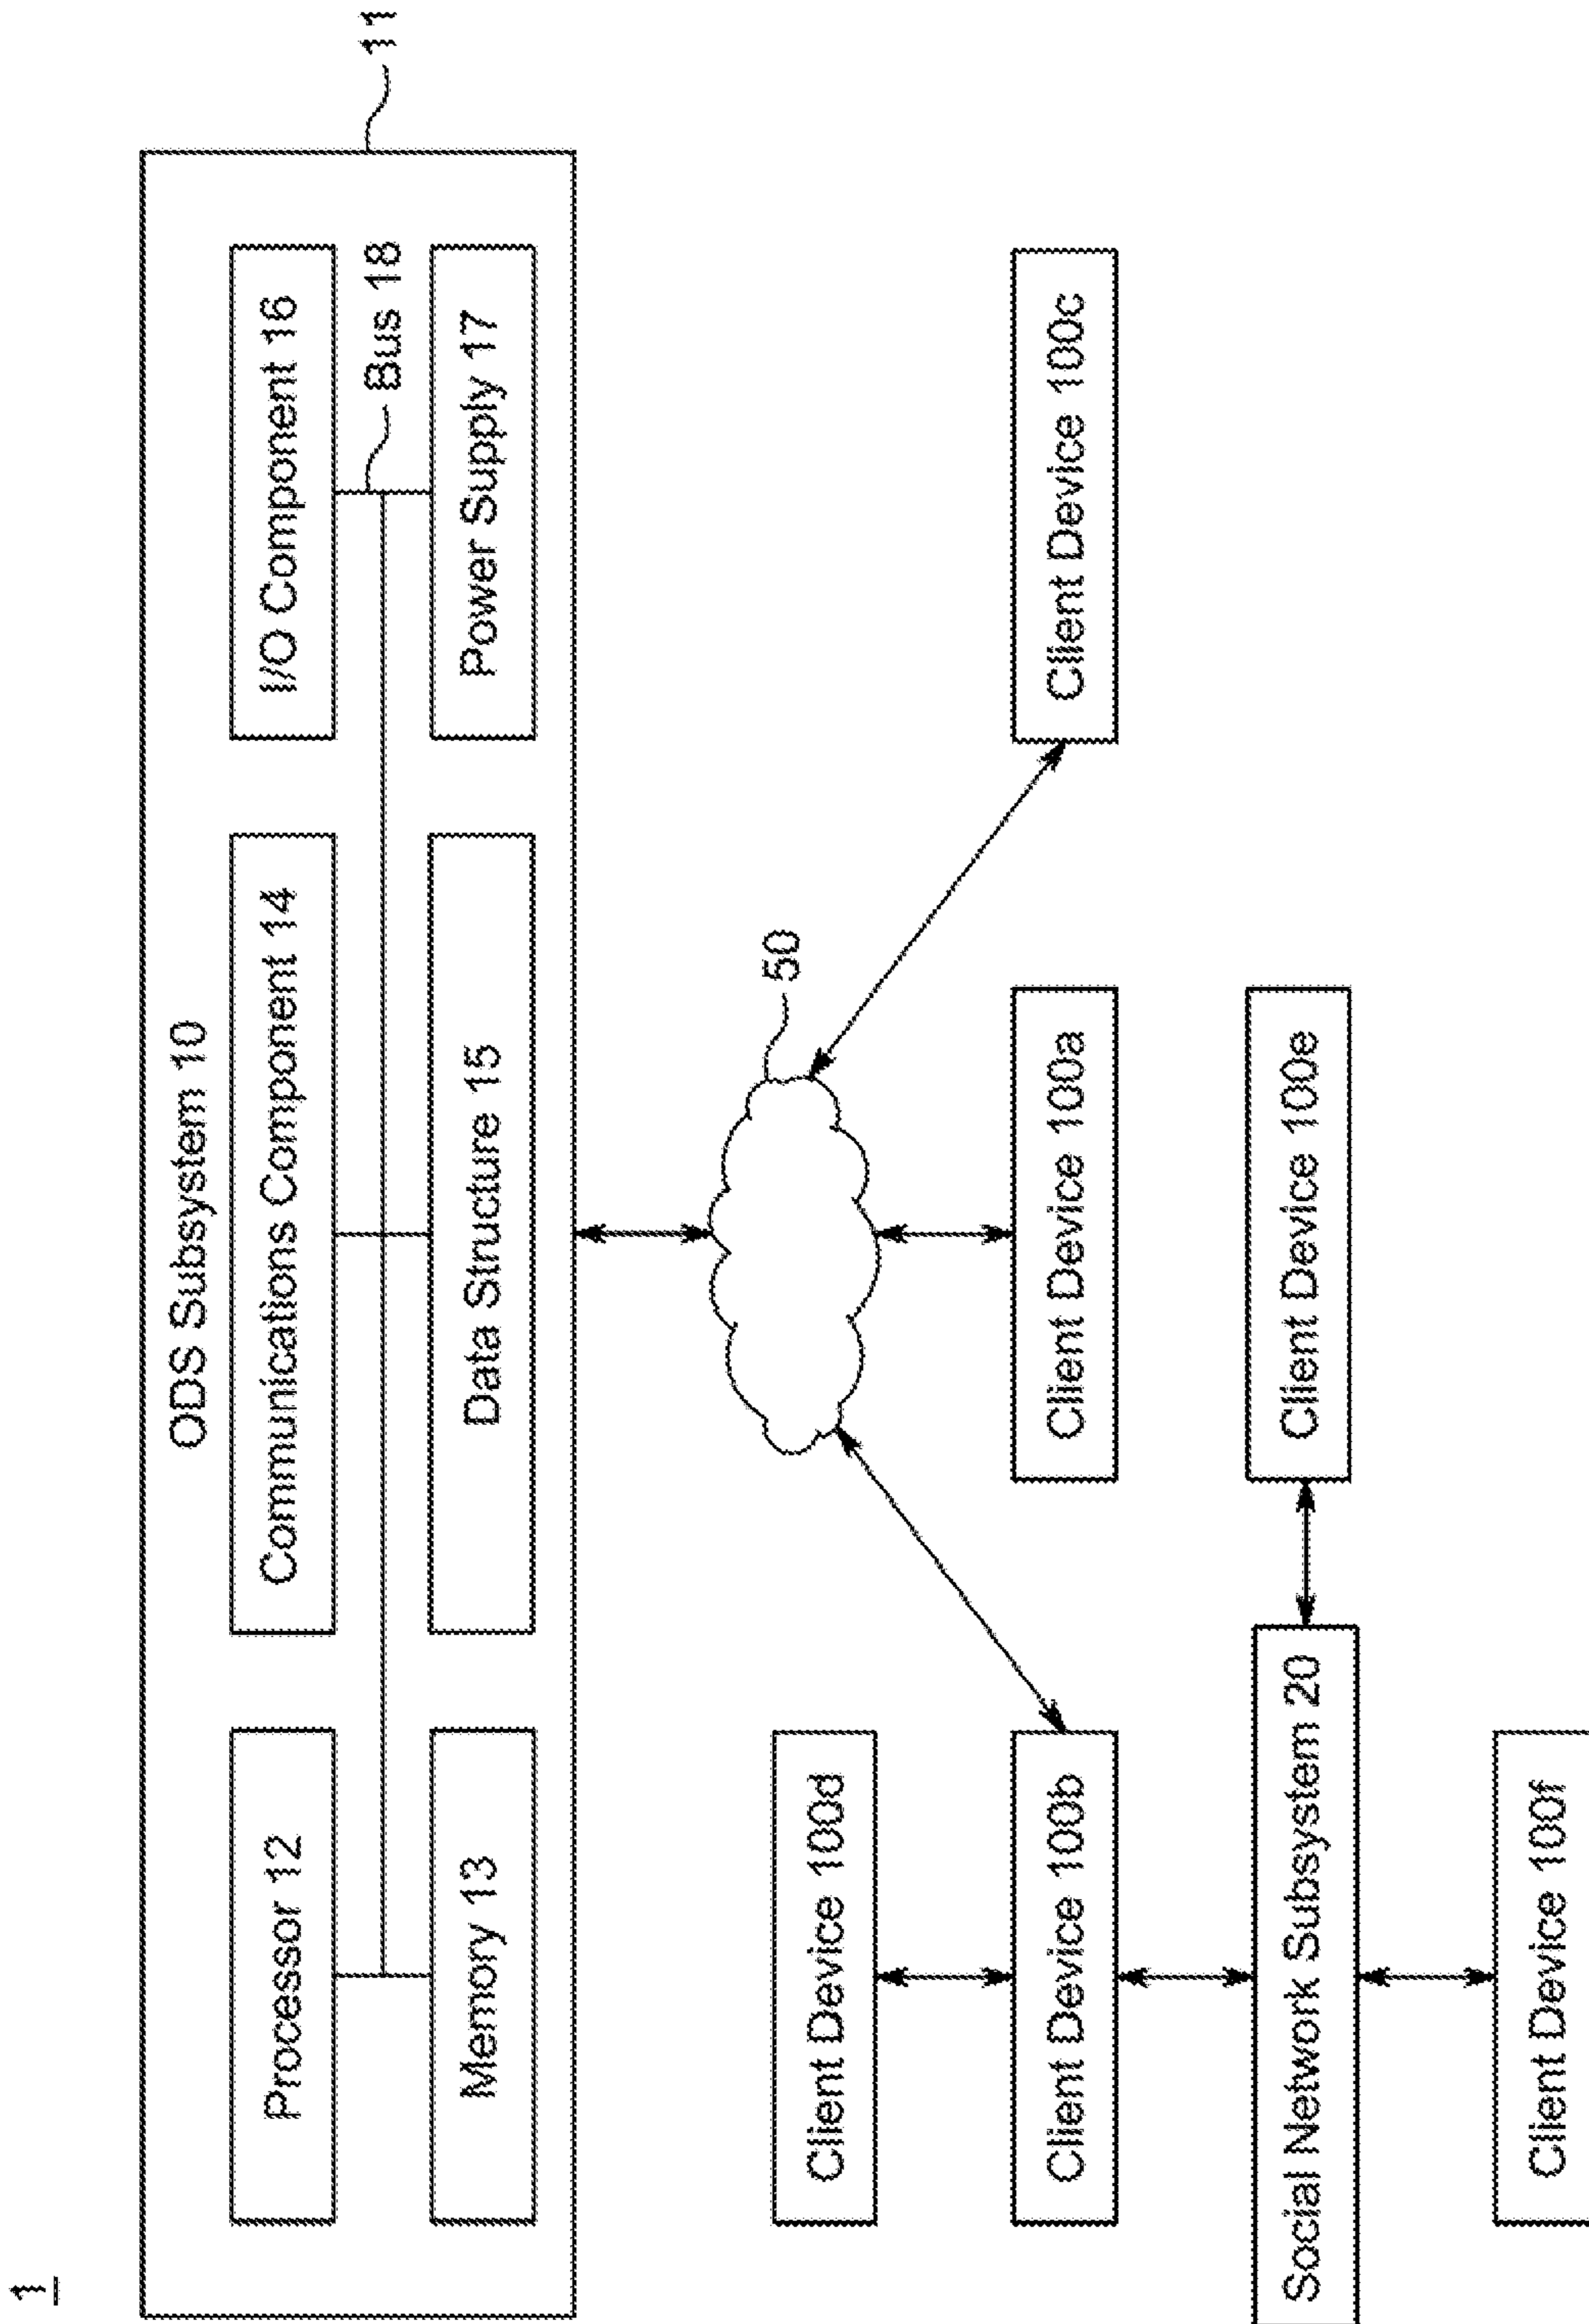 1
11
ODS Subsystem 10
Processor 12
Communications Component 14
I/O Component 16
Bus 18
Memory 13
Data Structure 15
Power Supply 17
50
Client Device 100d
Client Device 100b
Client Device 100a
Client Device 100c
Social Network Subsystem 20
Client Device 100e
Client Device 100f